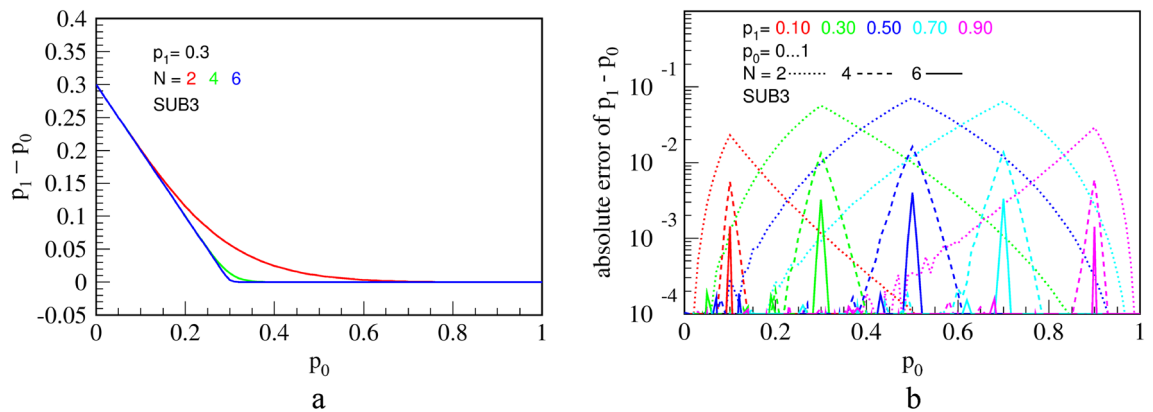 0.4
0.35
0.3
0.25
0.2
0.15
0.1
0.05
0
-0.05
p₁ – p₀
p₁= 0.3
N = 2 4 6
SUB3
0 0.2 0.4 0.6 0.8 1
p₀
a
absolute error of p₁ - p₀
10⁻¹
10⁻²
10⁻³
10⁻⁴
p₁= 0.10 0.30 0.50 0.70 0.90
p₀= 0...1
N = 2 4 6
SUB3
0 0.2 0.4 0.6 0.8 1
p₀
b